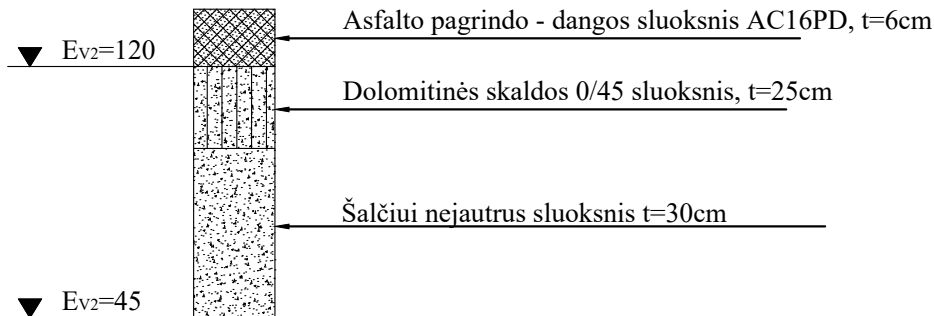 Asfalto pagrindo - dangos sluoksnis AC16PD, t=6cm
EV2=120
Dolomitinės skaldos 0/45 sluoksnis, t=25cm
Šalčiui nejautrus sluoksnis t=30cm
EV2=45